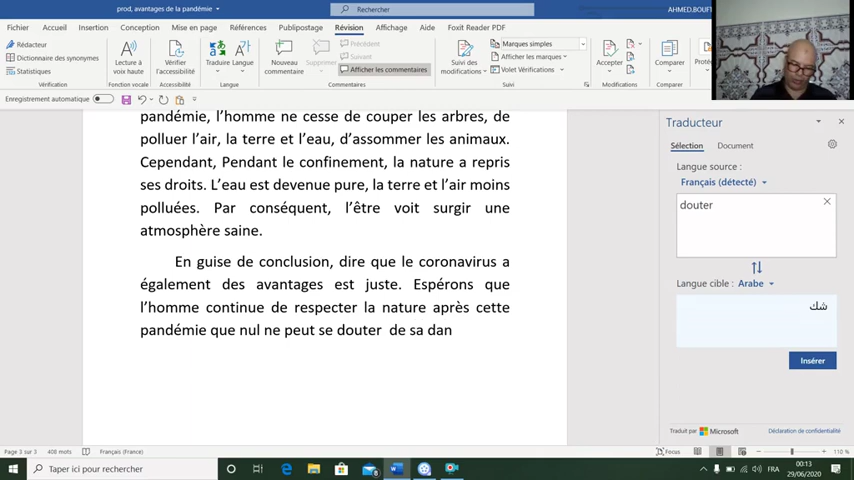 prod, avantages de la pandémie
Rechercher
AHMED.BOUF
Fichier Accueil Insertion Conception Mise en page Références Publipostage Révision Affichage Aide Foxit Reader PDF
Rédacteur
Dictionnaire des synonymes
Statistiques
Vérification
Lecture à voix haute
Vérifier l'accessibilité
Accessibilité
Traduire Langue
Langue
Nouveau commentaire
Supprimer
Précédente
Suivant
Afficher les commentaires
Commentaires
Suivi des modifications
Marques simples
Afficher les marques
Volet Vérifications
Suivi
Accepter
Comparer
Comparer
Enregistrement automatique
pandémie, l'homme ne cesse de couper les arbres, de
polluer l'air, la terre et l'eau, d'assommer les animaux.
Cependant, Pendant le confinement, la nature a repris
ses droits. L'eau est devenue pure, la terre et l'air moins
polluées. Par conséquent, l'être voit surgir une
atmosphère saine.
En guise de conclusion, dire que le coronavirus a
également des avantages est juste. Espérons que
l'homme continue de respecter la nature après cette
pandémie que nul ne peut se douter de sa dan
Traducteur
Sélection Document
Langue source :
Français (détecté)
douter
Langue cible : Arabe
شك
Insérer
Traduit par Microsoft
Déclaration de confidentialité
Page 3 sur 3 408 mots Français (France)
Focus
110 %
Taper ici pour rechercher
FRA
00:13
29/06/2020